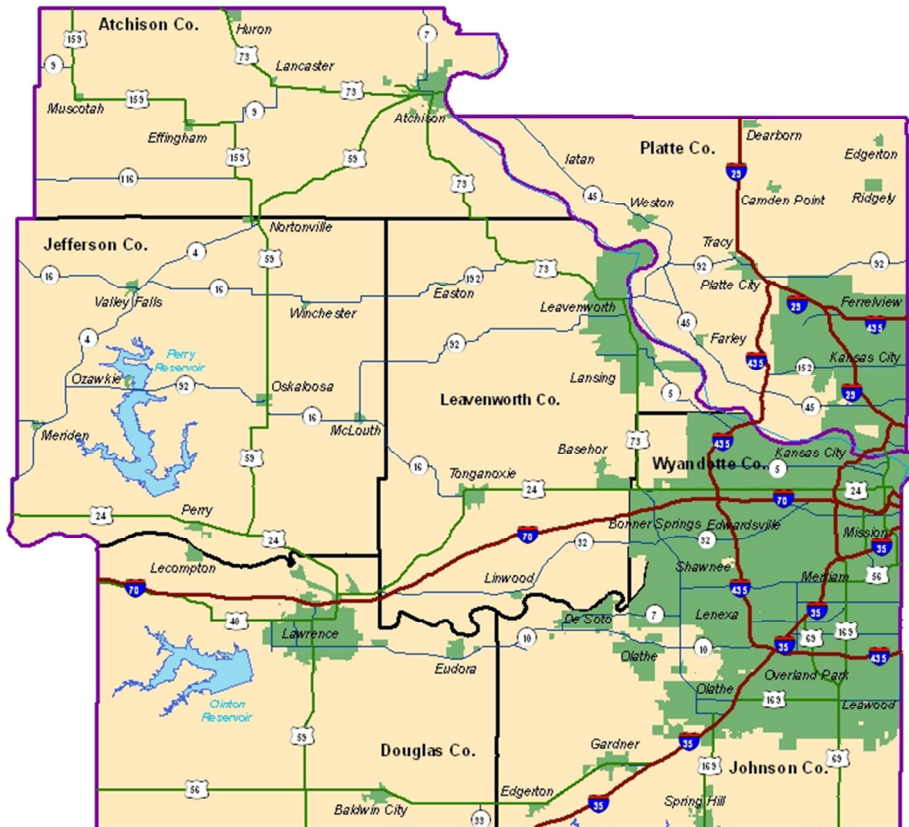 Atchison Co.
Huron
7
159
73
9
Lancaster
Muscotah
159
73
9
Effingham
Atchison
159
59
Dearborn
Platte Co.
Edgerton
Iatan
29
116
73
45
Camden Point
Ridgely
Weston
Nortonville
Jefferson Co.
4
59
Tracy
92
92
16
192
73
Platte City
Valley Falls
16
Easton
Leavenworth
29
Ferrelview
Winchester
45
435
4
92
Farley
Kansas City
Perry
Reservoir
435
152
Ozawkie
92
Oskaloosa
Lansing
5
29
Leavenworth Co.
45
16
McLouth
Meriden
73
435
Kansas City
59
Basehor
16
Wyandotte Co.
5
Tonganoxie
24
24
70
24
Perry
Bonner Springs
Edwardsville
Mission
24
70
32
32
35
Lecompton
Shawnee
Merriam
56
70
Linwood
435
40
Lawrence
De Soto
7
Lenexa
35
10
69
169
Eudora
Olathe
10
35
435
Overland Park
Olathe
169
Clinton
Reservoir
Leawood
59
Douglas Co.
Gardner
35
169
69
Johnson Co.
56
Edgerton
35
Baldwin City
33
Spring Hill